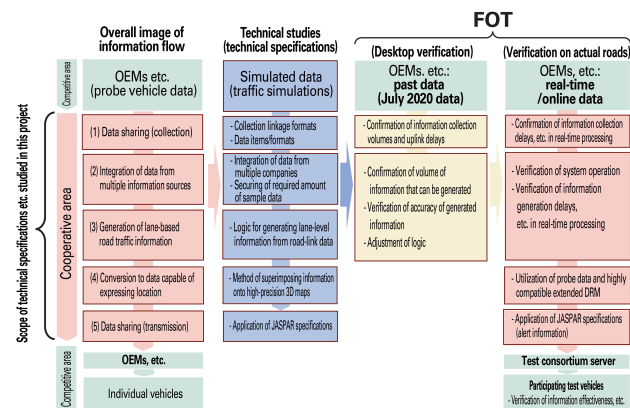 FOT
Overall image of
information flow
Technical studies
(technical specifications)
(Desktop verification)
(Verification on actual roads)
Competitive area
OEMs etc.
(probe vehicle data)
Simulated data
(traffic simulations)
OEMs. etc.:
past data
(July 2020 data)
OEMs, etc.:
real-time
/online data
Scope of technical specifications etc. studied in this project
Cooperative area
(1) Data sharing (collection)
- Collection linkage formats
- Data items/formats
- Confirmation of information collection
volumes and uplink delays
- Confirmation of information collection
delays, etc. in real-time processing
(2) Integration of data from
multiple information sources
- Integration of data from
multiple companies
- Securing of required amount
of sample data
- Confirmation of volume of
information that can be generated
- Verification of accuracy of generated
information
- Adjustment of logic
- Verification of system operation
- Verification of information
generation delays,
etc. in real-time processing
(3) Generation of lane-based
road traffic information
- Logic for generating lane-level
information from road-link data
(4) Conversion to data capable of
expressing location
- Method of superimposing information
onto high-precision 3D maps
- Utilization of probe data and highly
compatible extended DRM
(5) Data sharing (transmission)
- Application of JASPAR specifications
- Application of JASPAR specifications
(alert information)
Competitive area
OEMs, etc.
Test consortium server
Individual vehicles
Participating test vehicles
- Verification of information effectiveness, etc.